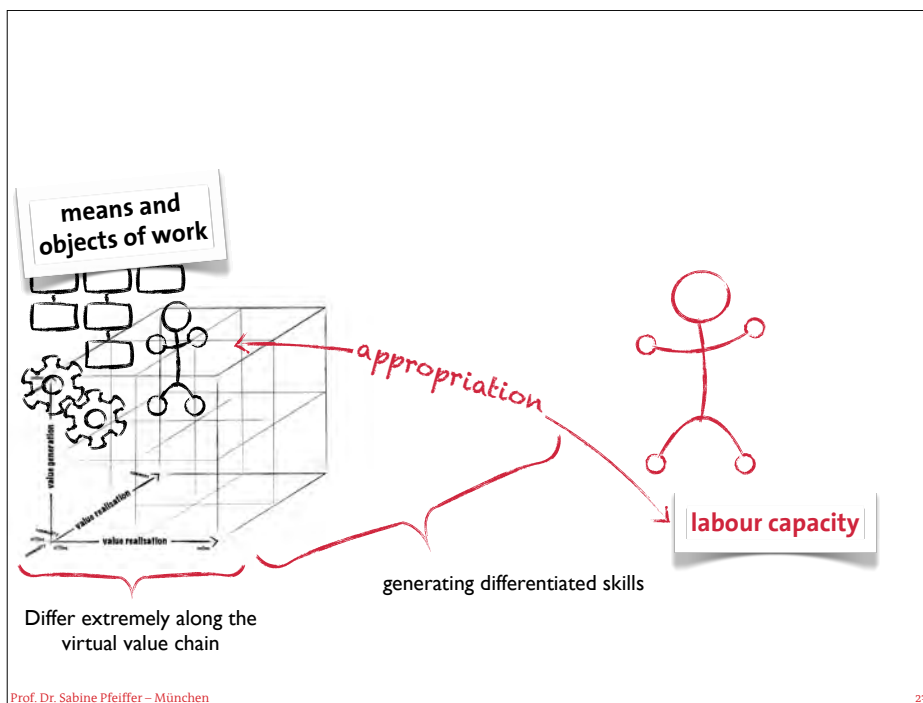 means and
objects of work
appropriation
value generation
value realisation
value realisation
labour capacity
generating differentiated skills
Differ extremely along the
virtual value chain
Prof. Dr. Sabine Pfeiffer – München